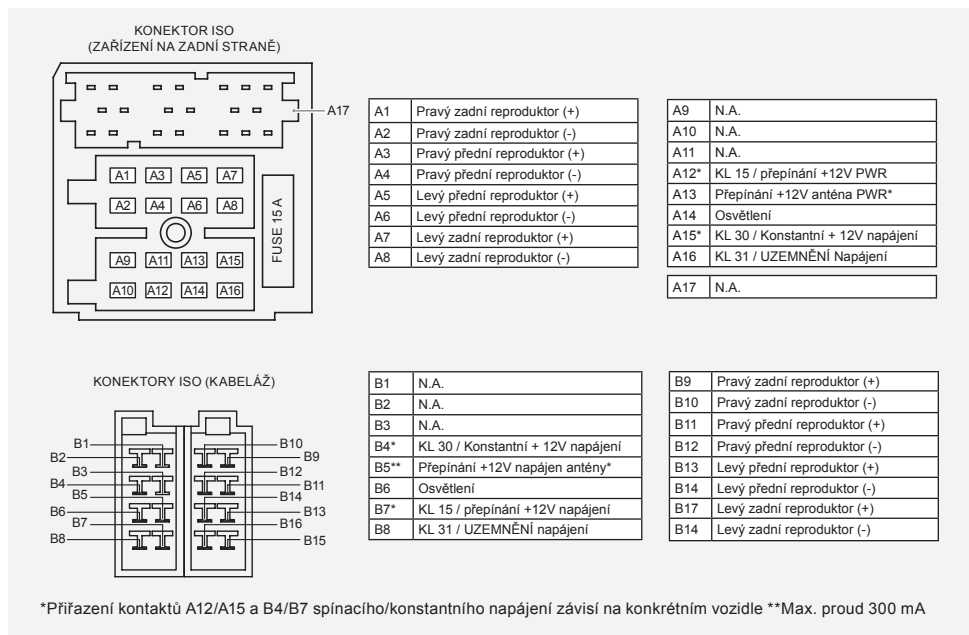 KONEKTOR ISO
(ZAŘÍZENÍ NA ZADNÍ STRANĚ)
A17
A1 A3 A5 A7
A2 A4 A6 A8
A9 A11 A13 A15
A10 A12 A14 A16
FUSE 15 A
A1 Pravý zadní reproduktor (+)
A2 Pravý zadní reproduktor (-)
A3 Pravý přední reproduktor (+)
A4 Pravý přední reproduktor (-)
A5 Levý přední reproduktor (+)
A6 Levý přední reproduktor (-)
A7 Levý zadní reproduktor (+)
A8 Levý zadní reproduktor (-)
A9 N.A.
A10 N.A.
A11 N.A.
A12* KL 15 / přepínání +12V PWR
A13 Přepínání +12V anténa PWR*
A14 Osvětlení
A15* KL 30 / Konstantní + 12V napájení
A16 KL 31 / UZEMNĚNÍ Napájení
A17 N.A.
KONEKTORY ISO (KABELÁŽ)
B1
B2
B3
B4
B5
B6
B7
B8
B10
B9
B12
B11
B14
B13
B16
B15
B1 N.A.
B2 N.A.
B3 N.A.
B4* KL 30 / Konstantní + 12V napájení
B5** Přepínání +12V napájen antény*
B6 Osvětlení
B7* KL 15 / přepínání +12V napájení
B8 KL 31 / UZEMNĚNÍ napájení
B9 Pravý zadní reproduktor (+)
B10 Pravý zadní reproduktor (-)
B11 Pravý přední reproduktor (+)
B12 Pravý přední reproduktor (-)
B13 Levý přední reproduktor (+)
B14 Levý přední reproduktor (-)
B17 Levý zadní reproduktor (+)
B14 Levý zadní reproduktor (-)
*Přiřazení kontaktů A12/A15 a B4/B7 spínacího/konstantního napájení závisí na konkrétním vozidle **Max. proud 300 mA